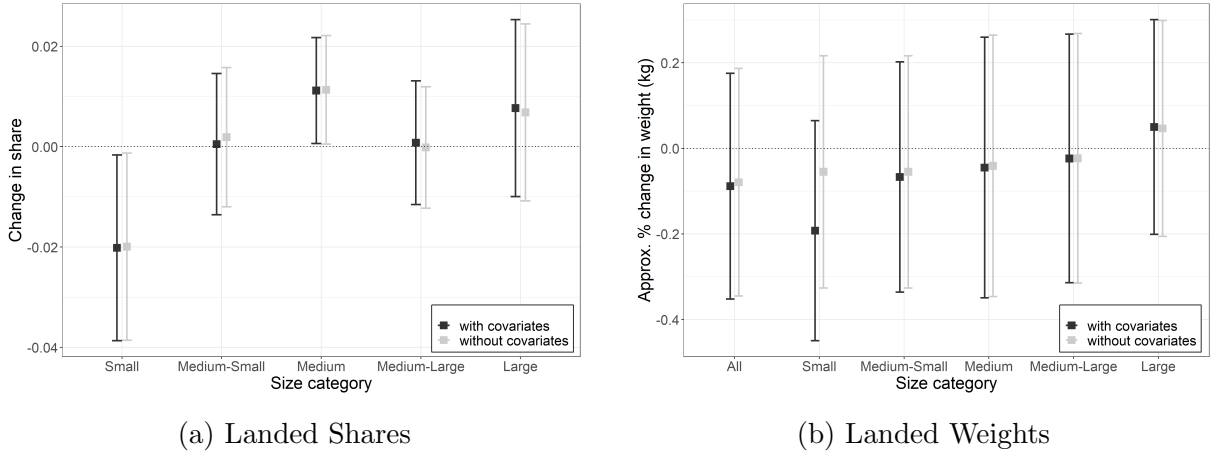 Change in share
0.02
0.00
-0.02
-0.04
Small Medium-Small Medium Medium-Large Large
Size category
with covariates
without covariates
(a) Landed Shares
Approx. % change in weight (kg)
0.2
0.0
-0.2
-0.4
All Small Medium-Small Medium Medium-Large Large
Size category
with covariates
without covariates
(b) Landed Weights